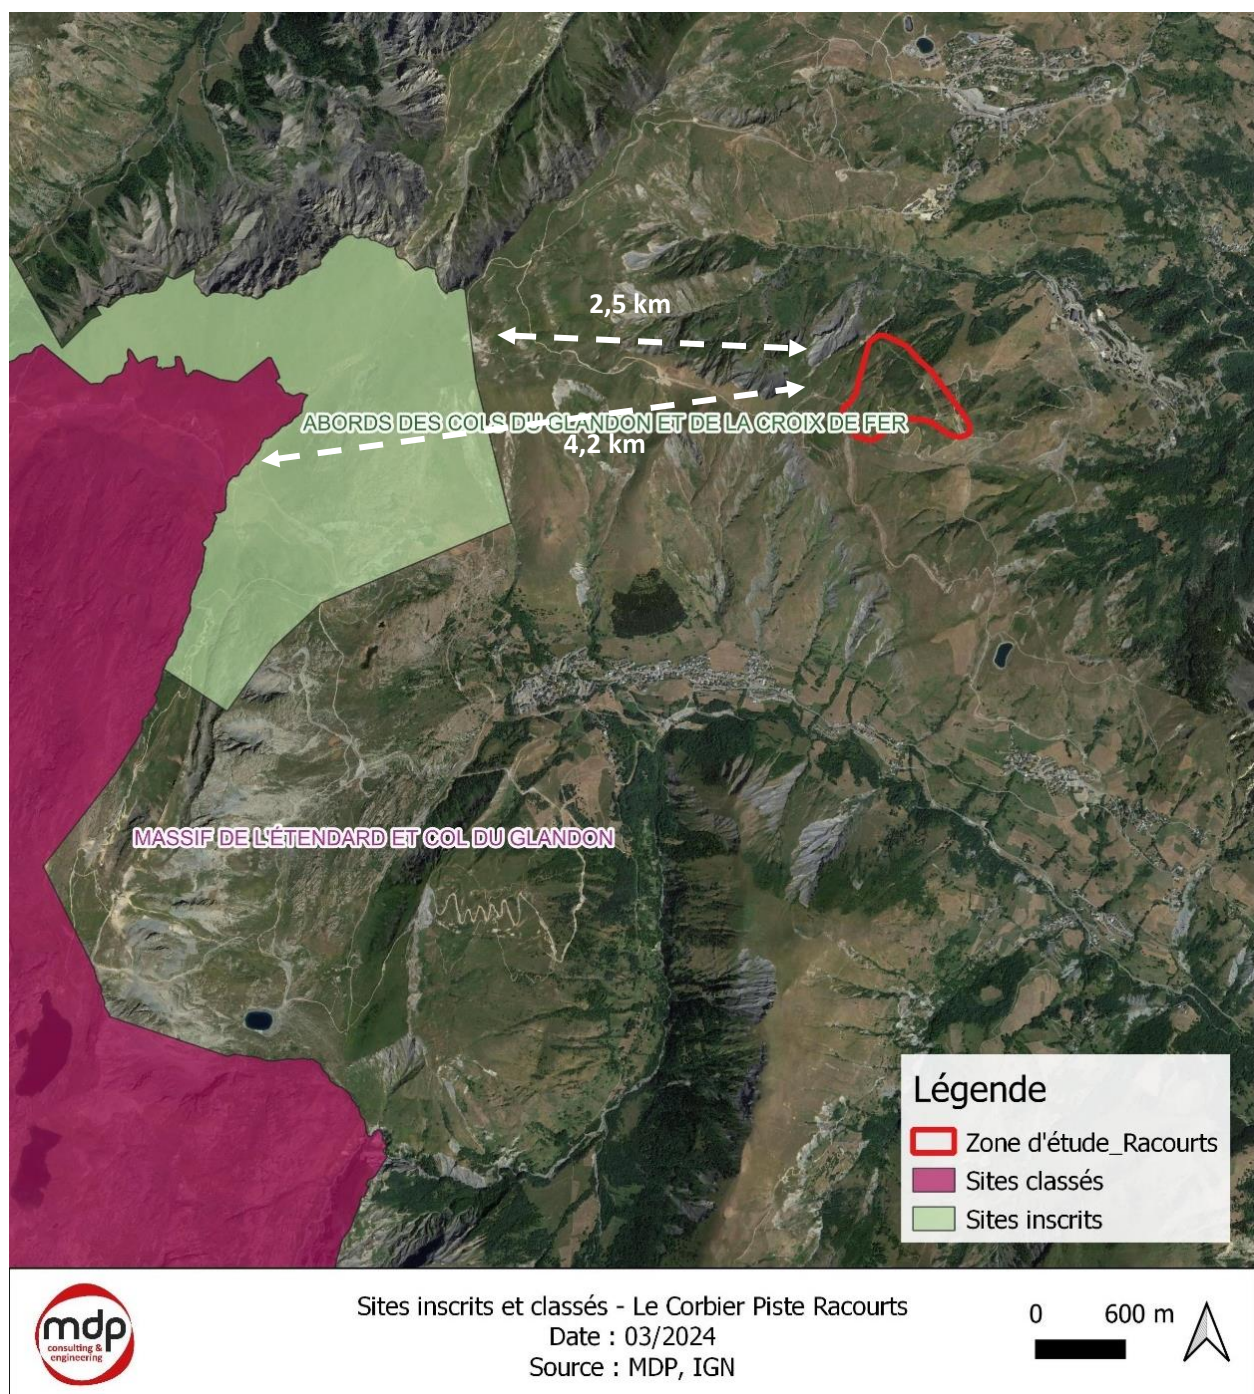 2,5 km
ABORDS DES COLS DU GLANDON ET DE LA CROIX DE FER
4,2 km
MASSIF DE L'ÉTENDARD ET COL DU GLANDON
Légende
Zone d'étude_Racourts
Sites classés
Sites inscrits
mdp
consulting &
engineering
Sites inscrits et classés - Le Corbier Piste Racourts
Date : 03/2024
Source : MDP, IGN
0 600 m